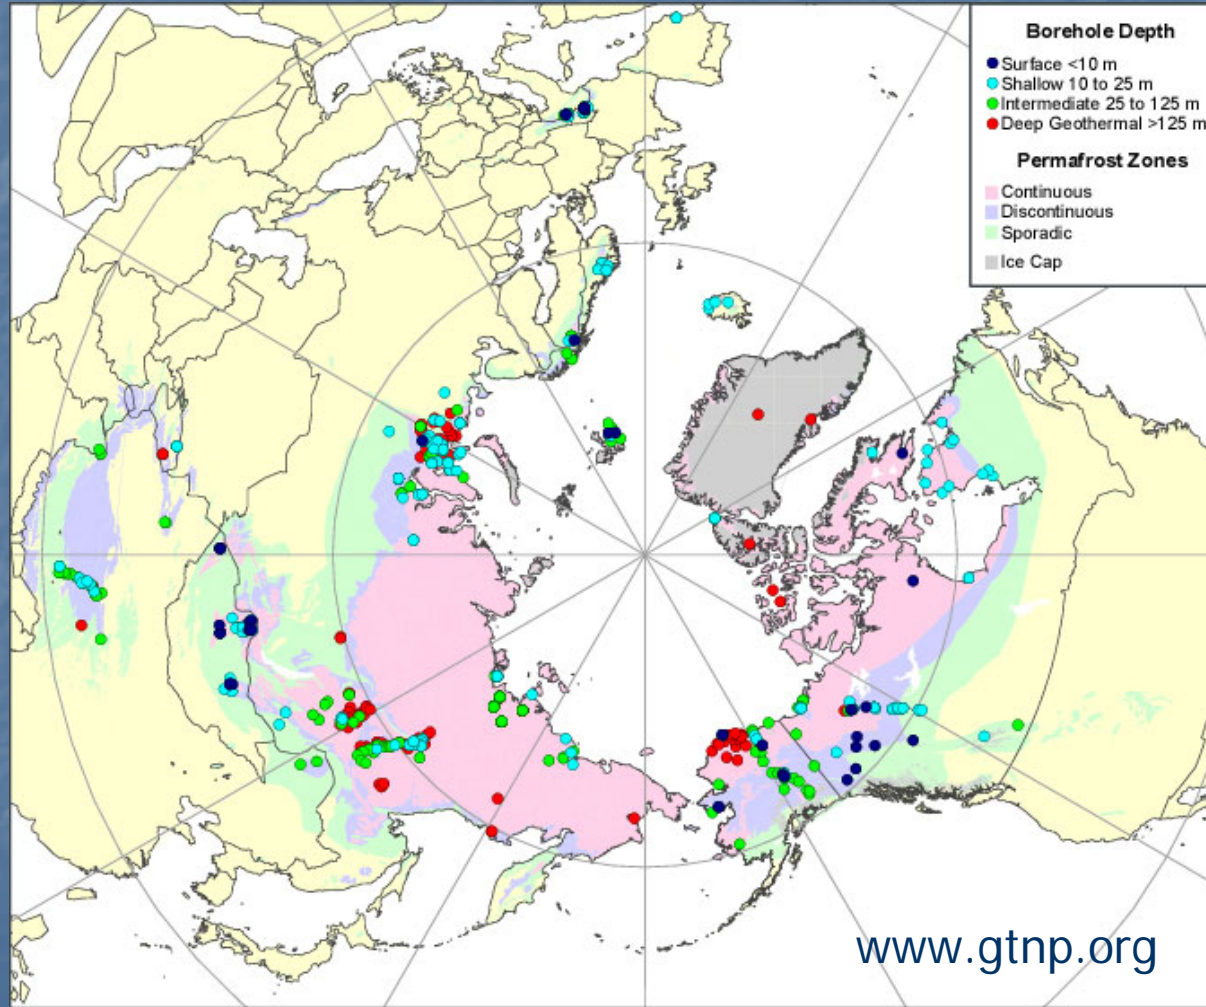 Borehole Depth
Surface <10 m
Shallow 10 to 25 m
Intermediate 25 to 125 m
Deep Geothermal >125 m
Permafrost Zones
Continuous
Discontinuous
Sporadic
Ice Cap
www.gtnp.org